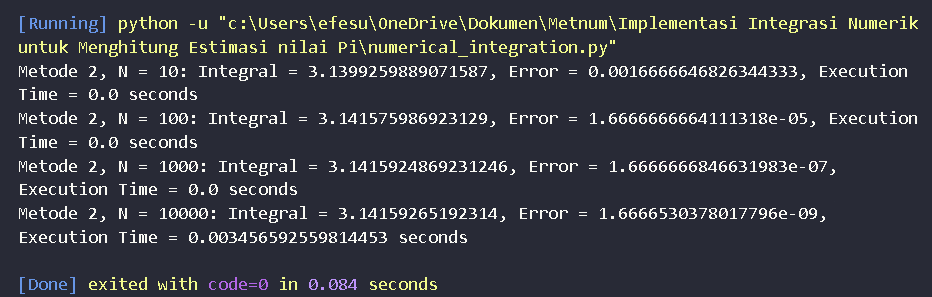 [Running] python -u "c:\Users\efesu\OneDrive\Dokumen\Metnum\Implementasi Integrasi Numerik
untuk Menghitung Estimasi nilai Pi\numerical_integration.py"
Metode 2, N = 10: Integral = 3.1399259889071587, Error = 0.0016666646826344333, Execution
Time = 0.0 seconds
Metode 2, N = 100: Integral = 3.141575986923129, Error = 1.6666666664111318e-05, Execution
Time = 0.0 seconds
Metode 2, N = 1000: Integral = 3.1415924869231246, Error = 1.6666666846631983e-07,
Execution Time = 0.0 seconds
Metode 2, N = 10000: Integral = 3.14159265192314, Error = 1.6666530378017796e-09,
Execution Time = 0.003456592559814453 seconds
[Done] exited with code=0 in 0.084 seconds